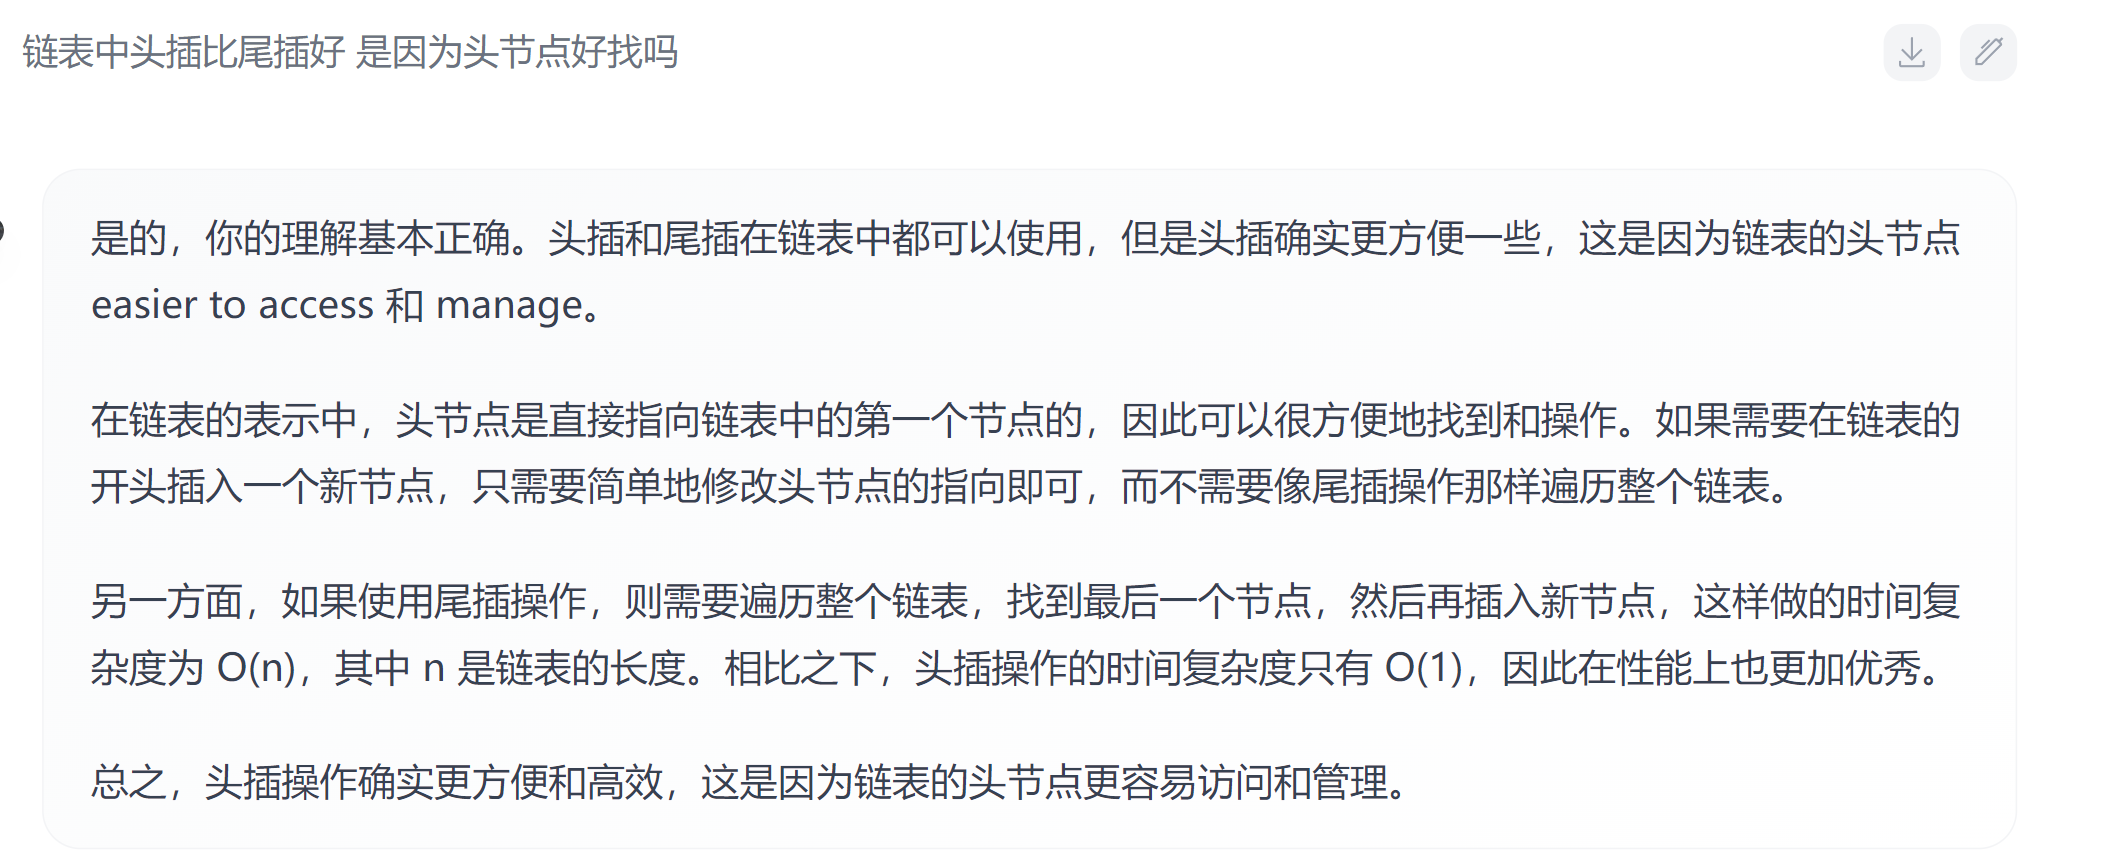 链表中头插比尾插好 是因为头节点好找吗
是的，你的理解基本正确。头插和尾插在链表中都可以使用，但是头插确实更方便一些，这是因为链表的头节点
easier to access 和 manage。
在链表的表示中，头节点是直接指向链表中的第一个节点的，因此可以很方便地找到和操作。如果需要在链表的
开头插入一个新节点，只需要简单地修改头节点的指向即可，而不需要像尾插操作那样遍历整个链表。
另一方面，如果使用尾插操作，则需要遍历整个链表，找到最后一个节点，然后再插入新节点，这样做的时间复
杂度为 O(n)，其中 n 是链表的长度。相比之下，头插操作的时间复杂度只有 O(1)，因此在性能上也更加优秀。
总之，头插操作确实更方便和高效，这是因为链表的头节点更容易访问和管理。